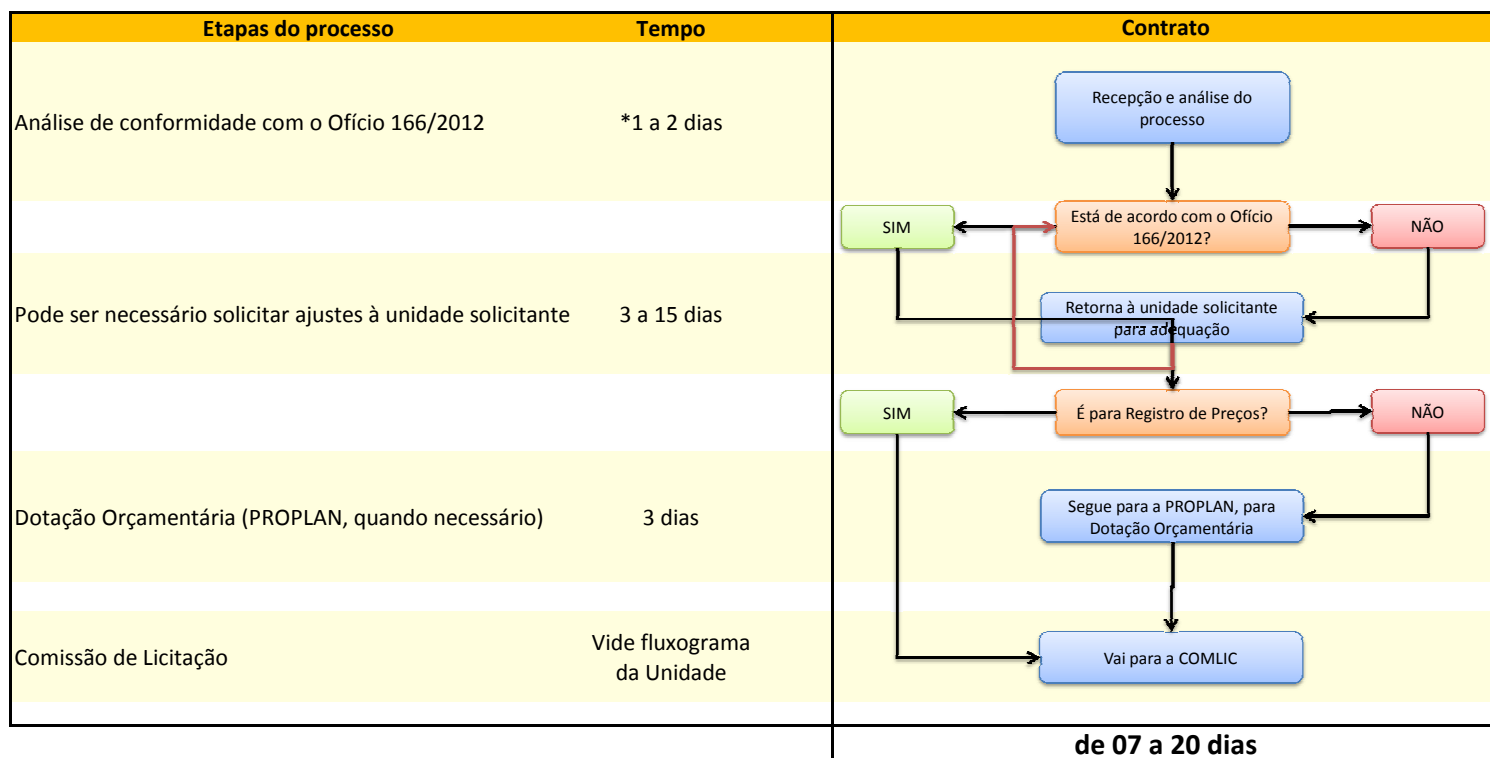 Etapas do processo
Tempo
Contrato
Recepção e análise do
processo
Análise de conformidade com o Ofício 166/2012
*1 a 2 dias
SIM
Está de acordo com o Ofício
166/2012?
NÃO
Pode ser necessário solicitar ajustes à unidade solicitante
3 a 15 dias
Retorna à unidade solicitante
para adequação
SIM
É para Registro de Preços?
NÃO
Dotação Orçamentária (PROPLAN, quando necessário)
3 dias
Segue para a PROPLAN, para
Dotação Orçamentária
Comissão de Licitação
Vide fluxograma
da Unidade
Vai para a COMLIC
de 07 a 20 dias